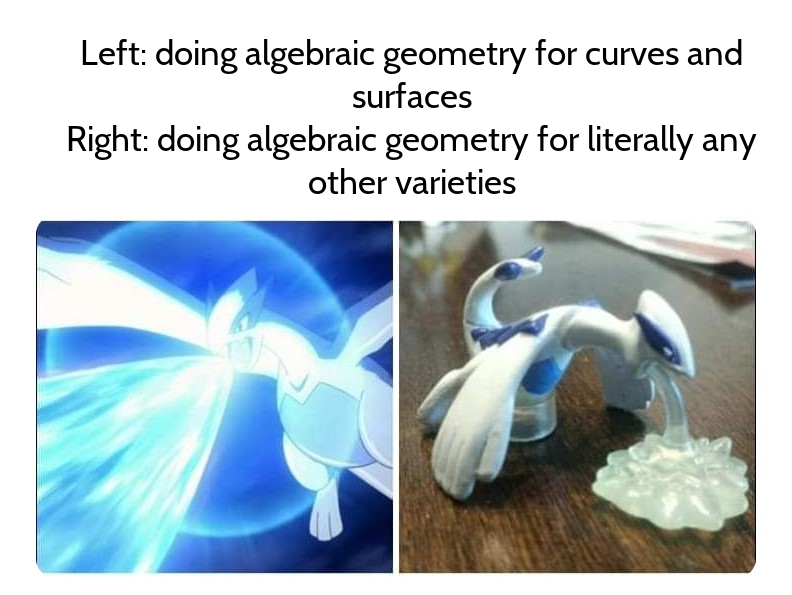 Left: doing algebraic geometry for curves and
surfaces
Right: doing algebraic geometry for literally any
other varieties